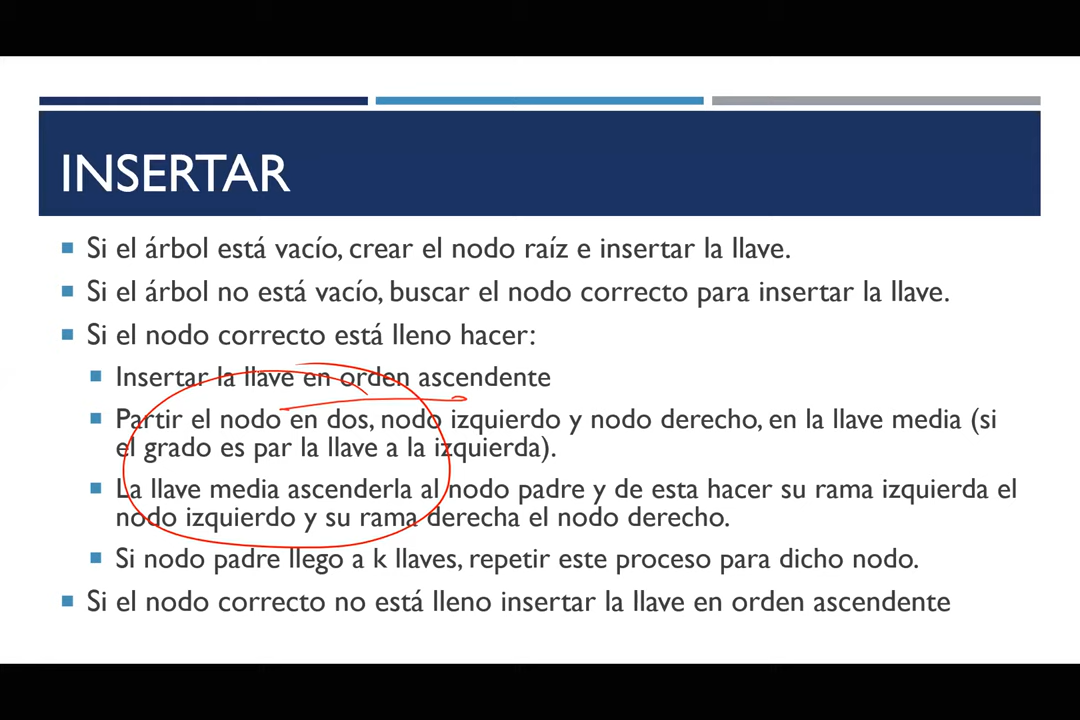 INSERTAR
Si el árbol está vacío, crear el nodo raíz e insertar la llave.
Si el árbol no está vacío, buscar el nodo correcto para insertar la llave.
Si el nodo correcto está lleno hacer:
Insertar la llave en orden ascendente
Partir el nodo en dos, nodo izquierdo y nodo derecho, en la llave media (si
el grado es par la llave a la izquierda).
La llave media ascenderla al nodo padre y de esta hacer su rama izquierda el
nodo izquierdo y su rama derecha el nodo derecho.
Si nodo padre llego a k llaves, repetir este proceso para dicho nodo.
Si el nodo correcto no está lleno insertar la llave en orden ascendente